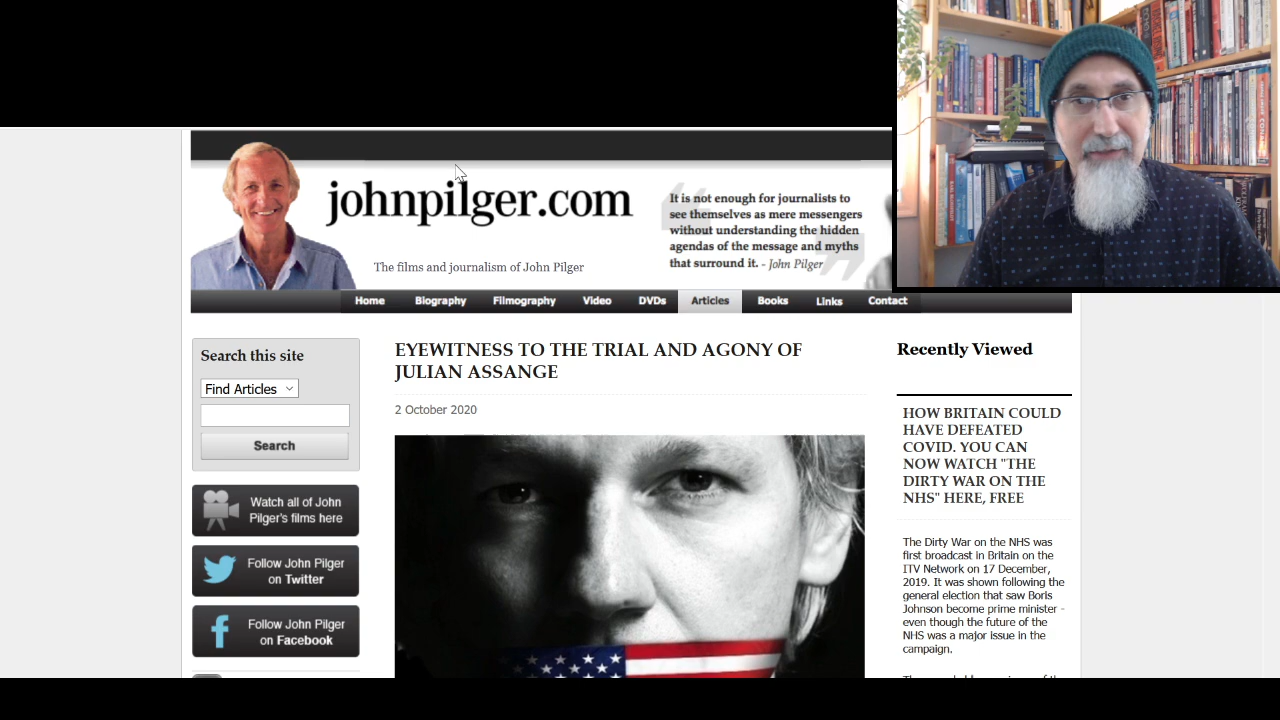 johnpilger.com
The films and journalism of John Pilger
It is not enough for journalists to
see themselves as mere messengers
without understanding the hidden
agendas of the message and myths
that surround it. - John Pilger
Home Biography Filmography Video DVDs Articles Books Links Contact
Search this site
Find Articles
Search
Watch all of John
Pilger's films here
Follow John Pilger
on Twitter
Follow John Pilger
on Facebook
EYEWITNESS TO THE TRIAL AND AGONY OF
JULIAN ASSANGE
2 October 2020
Recently Viewed
HOW BRITAIN COULD
HAVE DEFEATED
COVID. YOU CAN
NOW WATCH "THE
DIRTY WAR ON THE
NHS" HERE, FREE
The Dirty War on the NHS was
first broadcast in Britain on the
ITV Network on 17 December,
2019. It was shown following the
general election that saw Boris
Johnson become prime minister -
even though the future of the
NHS was a major issue in the
campaign.